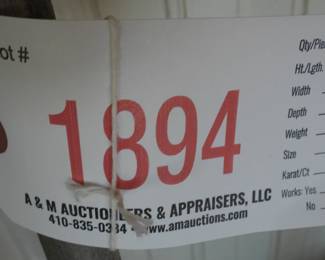 ot #
1894
A & M AUCTIONEERS & APPRAISERS, LLC
410-835-0384 www.amauctions.com
Qty/Pie
Ht./Lgth.
Width
Depth
Weight
Size
Karat/Ct
Works: Yes
No